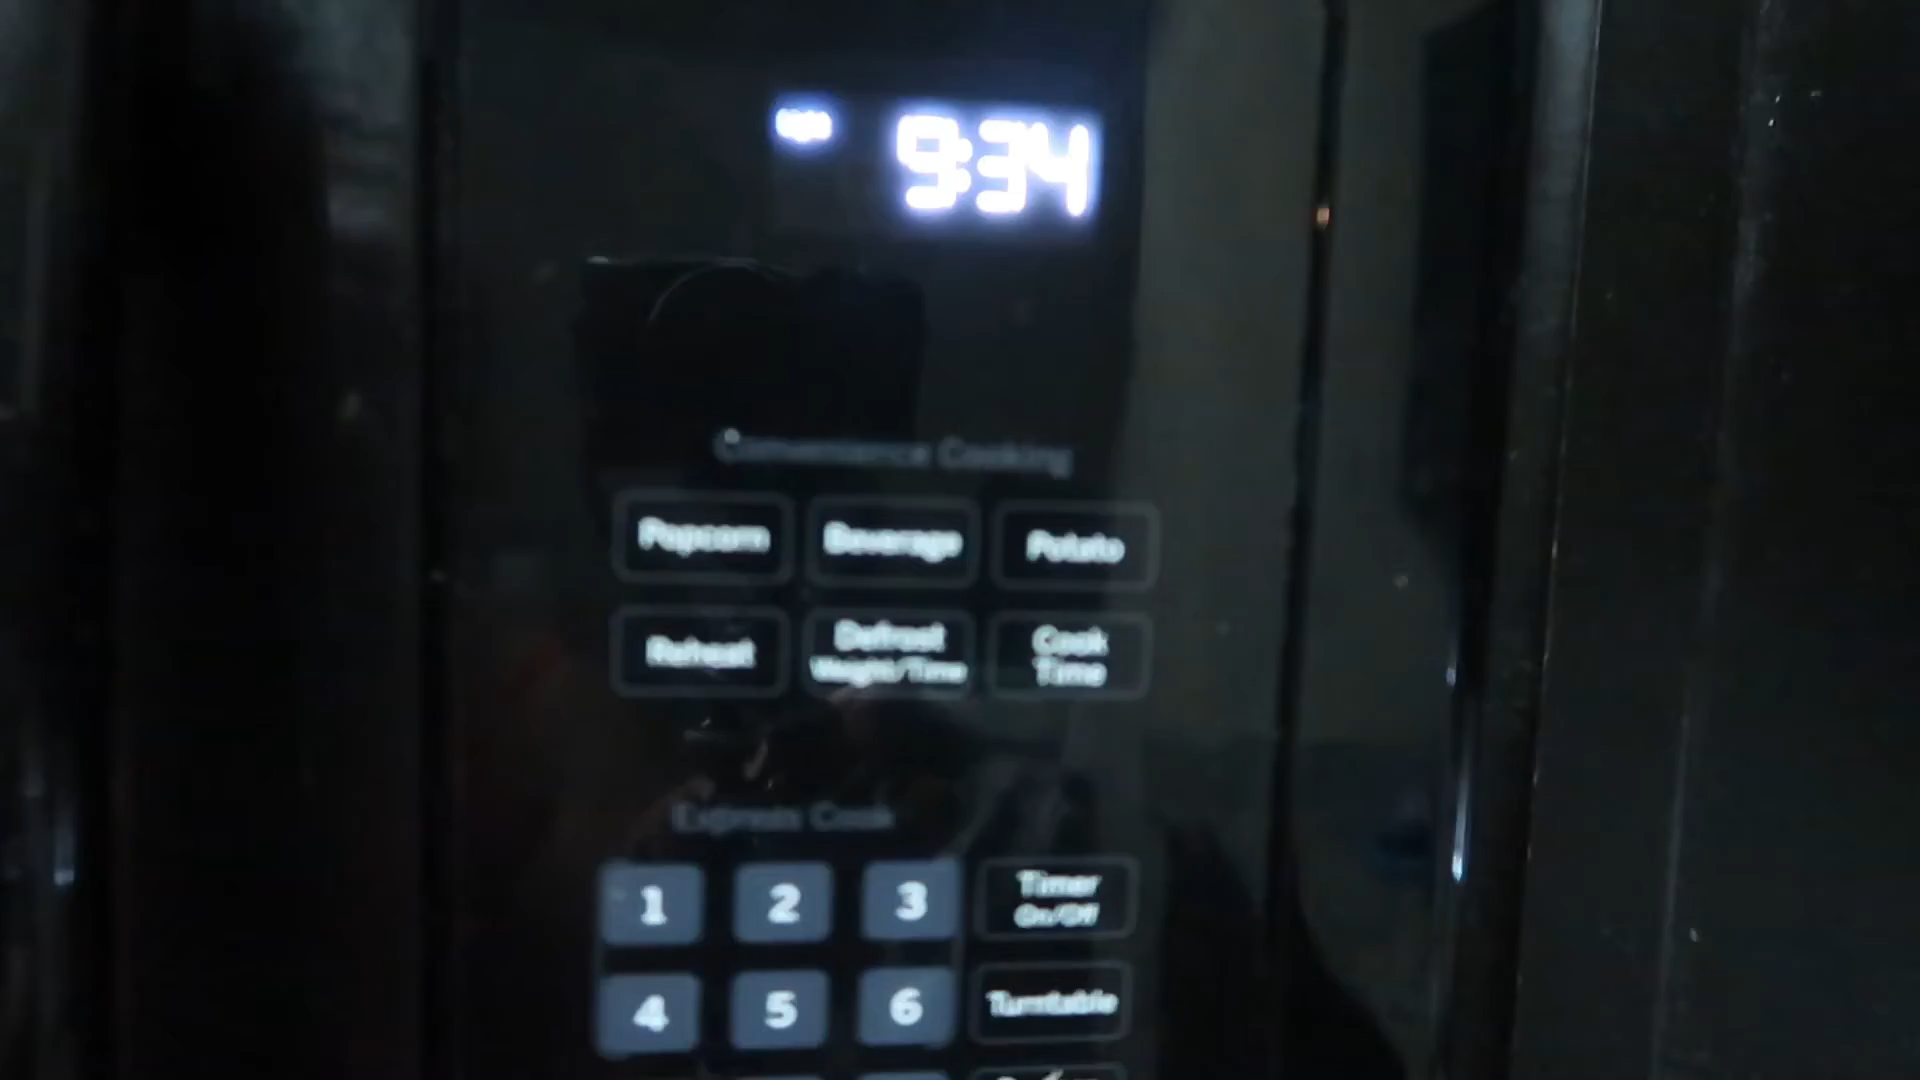 9:34
Convenience Cooking
Popcorn
Beverage
Potato
Reheat
Defrost
Weight/Time
Cook
Time
Express Cook
1
2
3
Timer
On/Off
4
5
6
Turntable